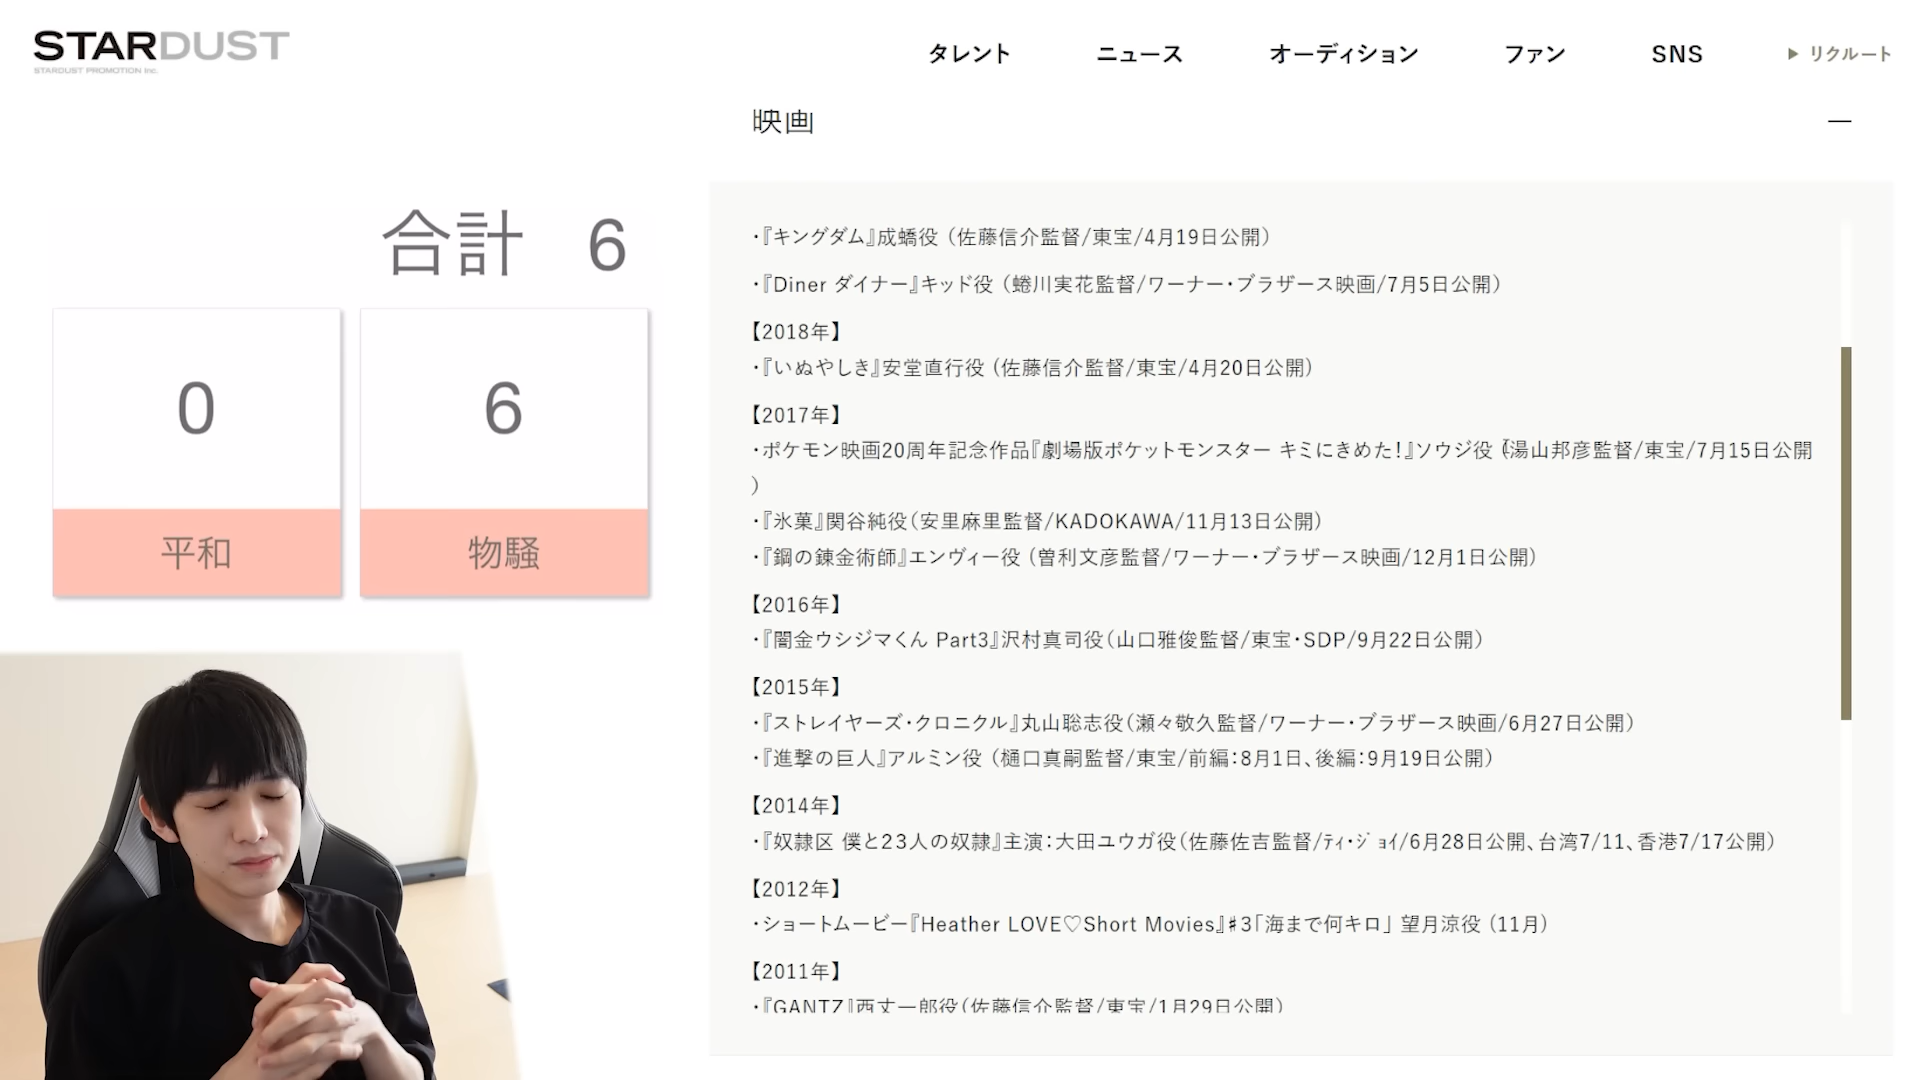 STARDUST
STARDUST PROMOTION Inc.
タレント ニュース オーディション ファン SNS ▶ リクルート
映画
合計 6
0 6
平和 物騒
・『キングダム』成蟜役 （佐藤信介監督/東宝/4月19日公開）
・『Diner ダイナー』キッド役 （蜷川実花監督/ワーナー・ブラザース映画/7月5日公開）
【2018年】
・『いぬやしき』安堂直行役 （佐藤信介監督/東宝/4月20日公開）
【2017年】
・ポケモン映画20周年記念作品『劇場版ポケットモンスター キミにきめた！』ソウジ役 （湯山邦彦監督/東宝/7月15日公開
）
・『氷菓』関谷純役（安里麻里監督/KADOKAWA/11月13日公開）
・『鋼の錬金術師』エンヴィー役 （曽利文彦監督/ワーナー・ブラザース映画/12月1日公開）
【2016年】
・『闇金ウシジマくん Part3』沢村真司役（山口雅俊監督/東宝・SDP/9月22日公開）
【2015年】
・『ストレイヤーズ・クロニクル』丸山聡志役（瀬々敬久監督/ワーナー・ブラザース映画/6月27日公開）
・『進撃の巨人』アルミン役 （樋口真嗣監督/東宝/前編：8月1日、後編：9月19日公開）
【2014年】
・『奴隷区 僕と23人の奴隷』主演：大田ユウガ役（佐藤佐吉監督/ﾃｨ・ｼﾞｮｲ/6月28日公開、台湾7/11、香港7/17公開）
【2012年】
・ショートムービー『Heather LOVE♡Short Movies』♯3「海まで何キロ」 望月涼役 （11月）
【2011年】
・『GANTZ』西丈一郎役（佐藤信介監督/東宝/1月29日公開）